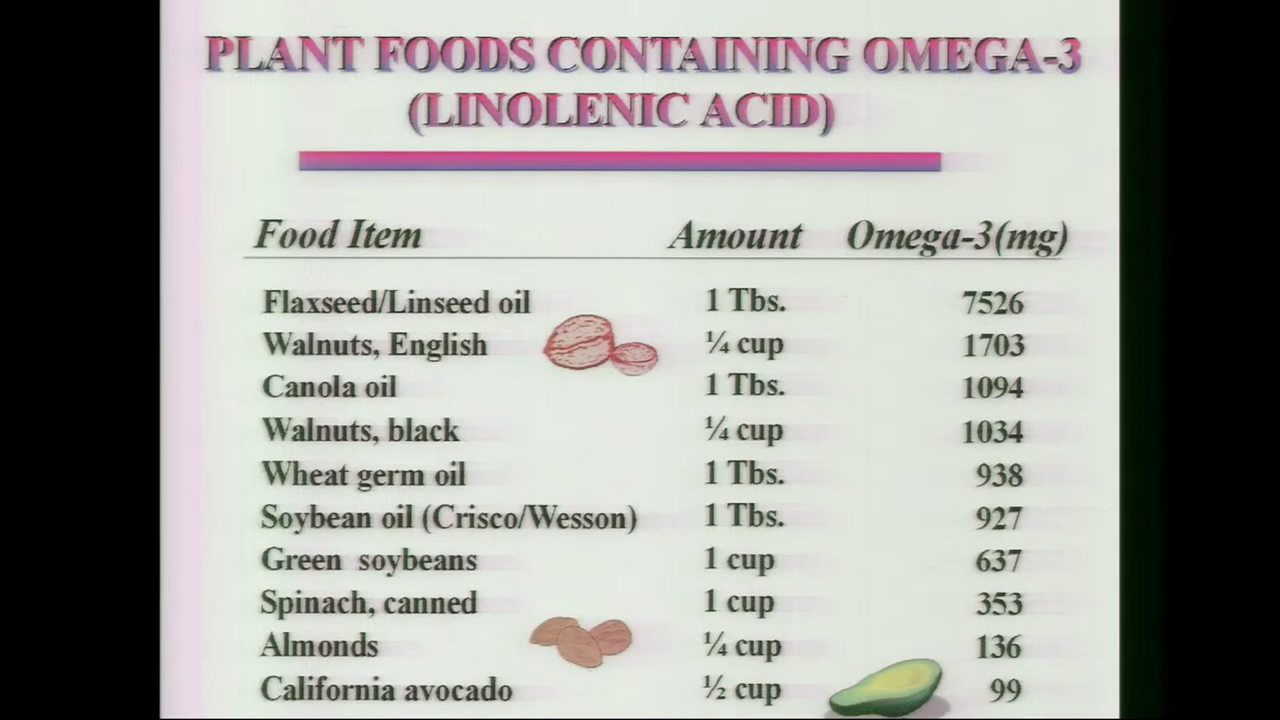 PLANT FOODS CONTAINING OMEGA-3
(LINOLENIC ACID)
Food Item Amount Omega-3(mg)
Flaxseed/Linseed oil 1 Tbs. 7526
Walnuts, English ¼ cup 1703
Canola oil 1 Tbs. 1094
Walnuts, black ¼ cup 1034
Wheat germ oil 1 Tbs. 938
Soybean oil (Crisco/Wesson) 1 Tbs. 927
Green soybeans 1 cup 637
Spinach, canned 1 cup 353
Almonds ¼ cup 136
California avocado ½ cup 99